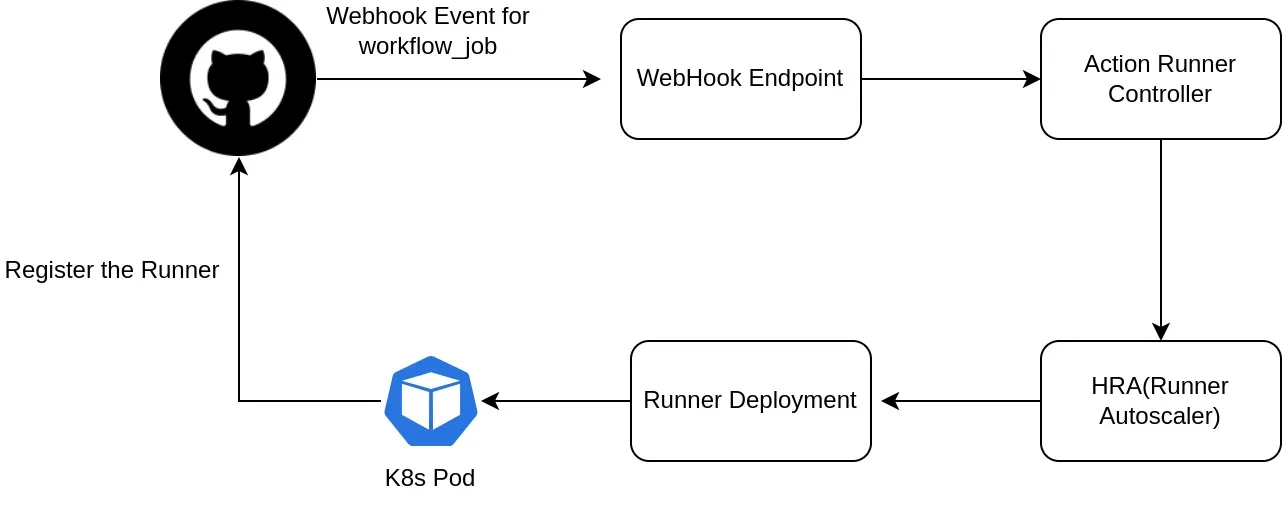 Webhook Event for
workflow_job
WebHook Endpoint
Action Runner
Controller
Register the Runner
K8s Pod
Runner Deployment
HRA(Runner
Autoscaler)